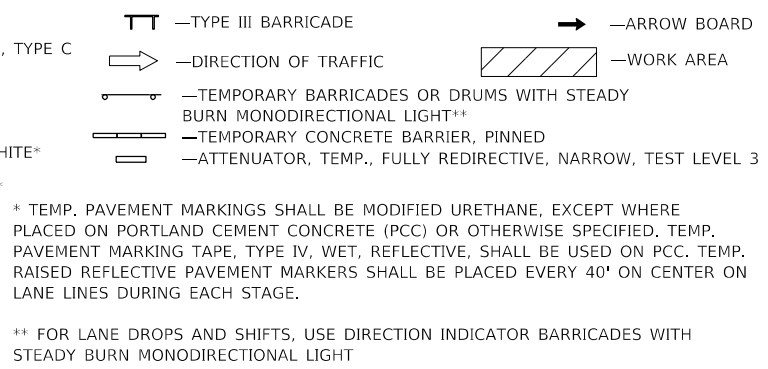 —TYPE III BARRICADE
—ARROW BOARD
, TYPE C
—DIRECTION OF TRAFFIC
—WORK AREA
—TEMPORARY BARRICADES OR DRUMS WITH STEADY
BURN MONODIRECTIONAL LIGHT**
—TEMPORARY CONCRETE BARRIER, PINNED
HITE*
—ATTENUATOR, TEMP., FULLY REDIRECTIVE, NARROW, TEST LEVEL 3
*
* TEMP. PAVEMENT MARKINGS SHALL BE MODIFIED URETHANE, EXCEPT WHERE
PLACED ON PORTLAND CEMENT CONCRETE (PCC) OR OTHERWISE SPECIFIED. TEMP.
PAVEMENT MARKING TAPE, TYPE IV, WET, REFLECTIVE, SHALL BE USED ON PCC. TEMP.
RAISED REFLECTIVE PAVEMENT MARKERS SHALL BE PLACED EVERY 40' ON CENTER ON
LANE LINES DURING EACH STAGE.
** FOR LANE DROPS AND SHIFTS, USE DIRECTION INDICATOR BARRICADES WITH
STEADY BURN MONODIRECTIONAL LIGHT